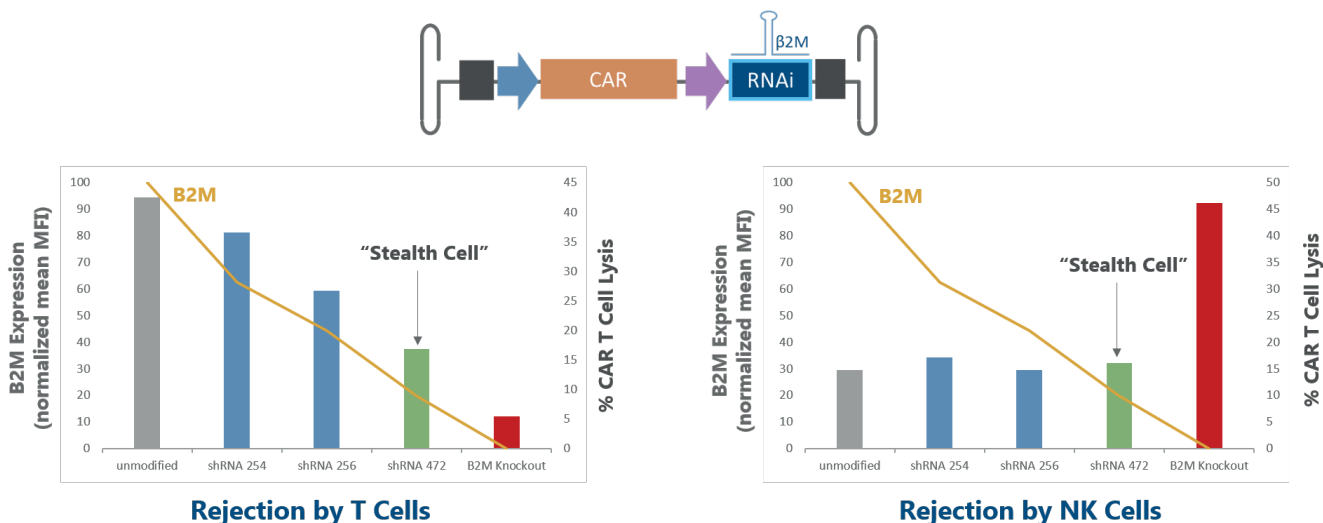 β2M
CAR
RNAi
B2M Expression
(normalized mean MFI)
100
90
80
70
60
50
40
30
20
10
0
B2M
“Stealth Cell”
45
40
35
30
25
20
15
10
5
0
% CAR T Cell Lysis
unmodified shRNA 254 shRNA 256 shRNA 472 B2M Knockout
Rejection by T Cells
B2M Expression
(normalized mean MFI)
100
90
80
70
60
50
40
30
20
10
0
B2M
“Stealth Cell”
50
45
40
35
30
25
20
15
10
5
0
% CAR T Cell Lysis
unmodified shRNA 254 shRNA 256 shRNA 472 B2M Knockout
Rejection by NK Cells